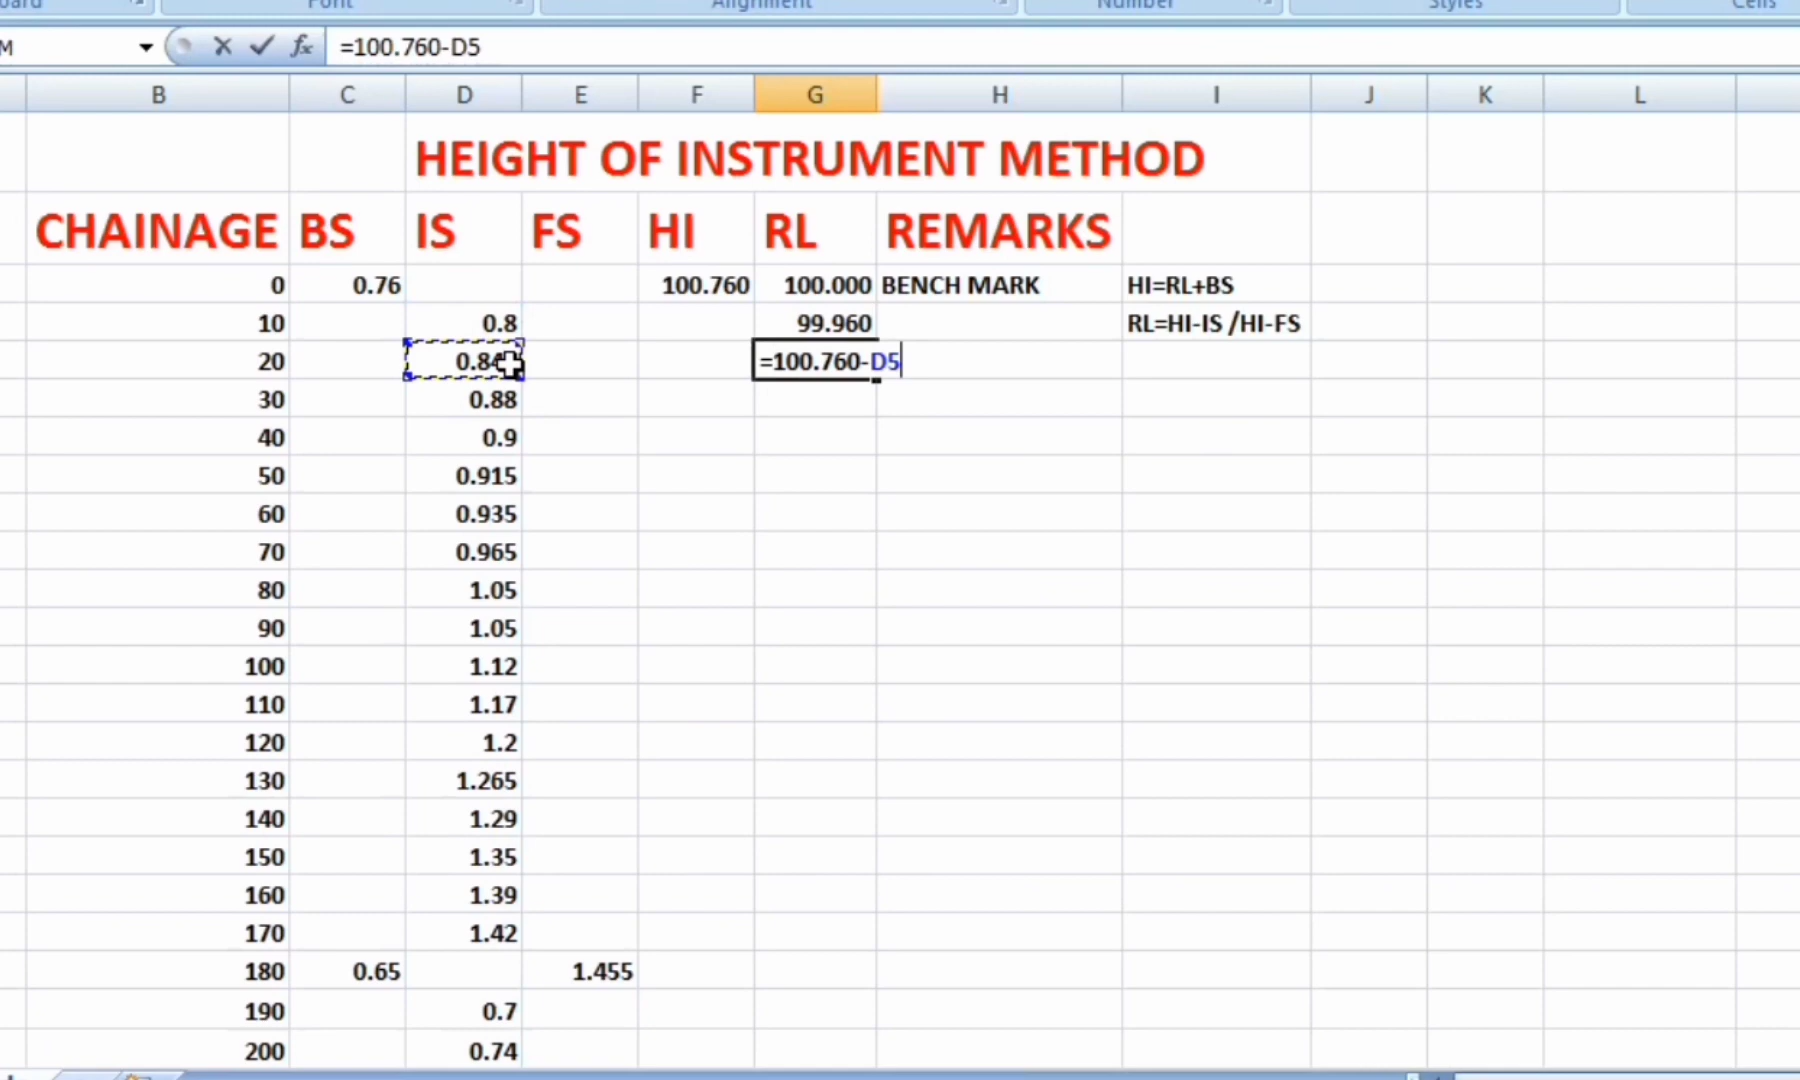 Font Alignment Number Styles Cells
M =100.760-D5
B C D E F G H I J K L
HEIGHT OF INSTRUMENT METHOD
CHAINAGE BS IS FS HI RL REMARKS
0 0.76 100.760 100.000 BENCH MARK HI=RL+BS
10 0.8 99.960 RL=HI-IS /HI-FS
20 =100.760-D5
30 0.88
40 0.9
50 0.915
60 0.935
70 0.965
80 1.05
90 1.05
100 1.12
110 1.17
120 1.2
130 1.265
140 1.29
150 1.35
160 1.39
170 1.42
180 0.65 1.455
190 0.7
200 0.74